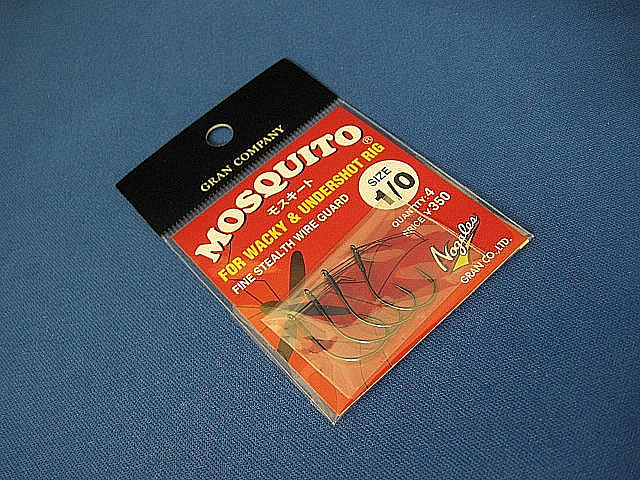 GRAN COMPANY
MOSQUITO®
モスキート
FOR WACKY & UNDERSHOT RIG
FINE STEALTH WIRE GUARD
SIZE
1/0
QUANTITY:4
PRICE:¥350
Nogales
GRAN CO.,LTD.